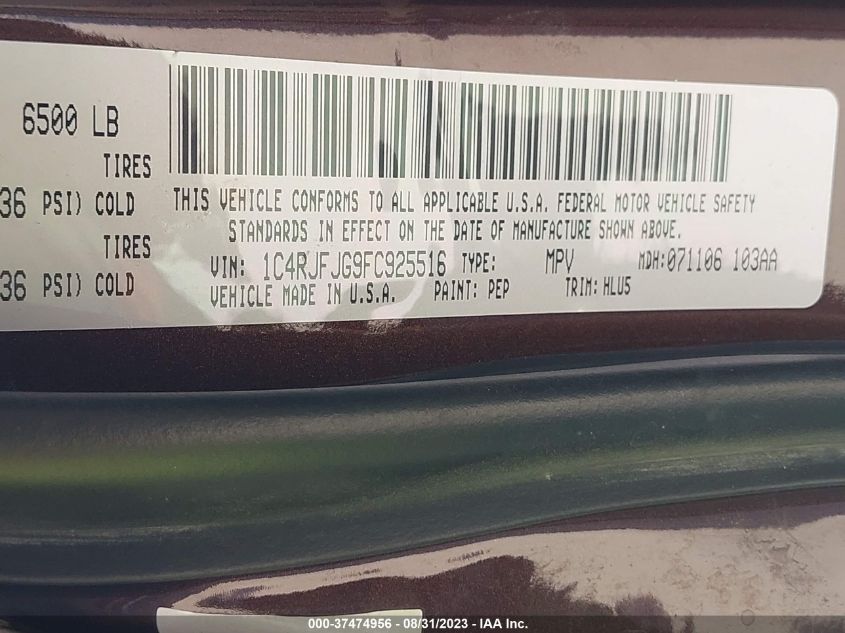 6500 LB
TIRES
36 PSI) COLD
TIRES
36 PSI) COLD
THIS VEHICLE CONFORMS TO ALL APPLICABLE U.S.A. FEDERAL MOTOR VEHICLE SAFETY
STANDARDS IN EFFECT ON THE DATE OF MANUFACTURE SHOWN ABOVE.
VIN: 1C4RJFJG9FC925516 TYPE: MPV MDH:071106 103AA
VEHICLE MADE IN U.S.A. PAINT: PEP TRIM: HLU5
000-37474956 - 08/31/2023 - IAA Inc.